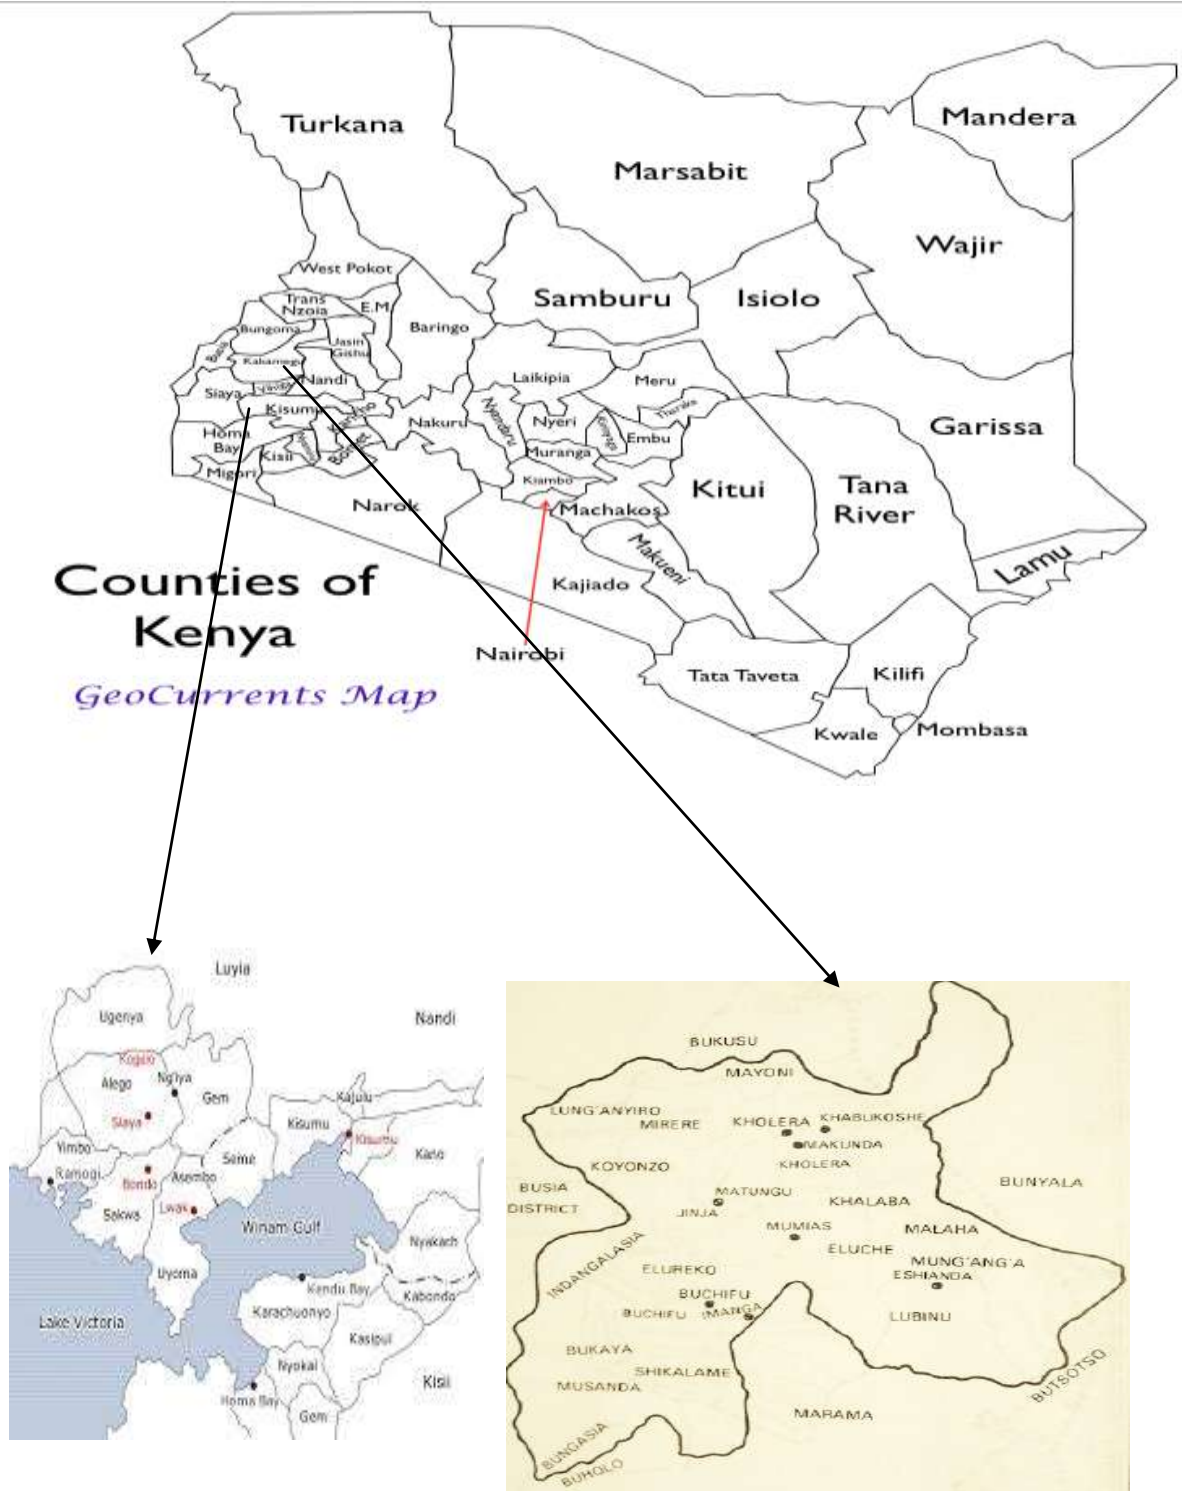 Turkana
Mandera
Marsabit
Wajir
West Pokot
Samburu
Isiolo
Trans
Nzoia
E.M.
Bungoma
Baringo
Jasin
Gishu
Busia
Kakamega
Nandi
Laikipia
Meru
Siaya
Vihiga
Kisumu
Nyandaru
Tharaka
Nakuru
Nyeri
Embu
Garissa
Homa
Bay
Kisii
Muranga
Migori
Kiambo
Kitui
Tana
River
Narok
Machakos
Makueni
Lamu
Counties of
Kenya
Kajiado
Nairobi
Tata Taveta
Kilifi
GeoCurrents Map
Kwale
Mombasa
Luyia
Ugenya
Nandi
Kogelo
Alego
Ng'iya
Gem
Kajulu
Siaya
Kisumu
Kisumu
Yimbo
Kano
Ramogi
Seme
Bondo
Asembo
Sakwa
Lwak
Winam Gulf
Nyakach
Uyoma
Kendu Bay
Kabondo
Karachuonyo
Lake Victoria
Kasipul
Nyokal
Kisii
Homa Bay
Gem
BUKUSU
MAYONI
LUNG'ANYIRO
MIRERE
KHOLERA
KHABUKOSHE
MAKUNDA
KHOLERA
KOYONZO
BUSIA
DISTRICT
BUNYALA
MATUNGU
KHALABA
JINJA
MUMIAS
MALAHA
ELUCHE
INDANGALASIA
MUNG'ANG'A
ELUREKO
ESHIANDA
BUCHIFU
BUCHIFU
IMANGA
LUBINU
BUKAYA
SHIKALAME
MUSANDA
BUTSOTSO
MARAMA
BUNGASIA
BUHOLO